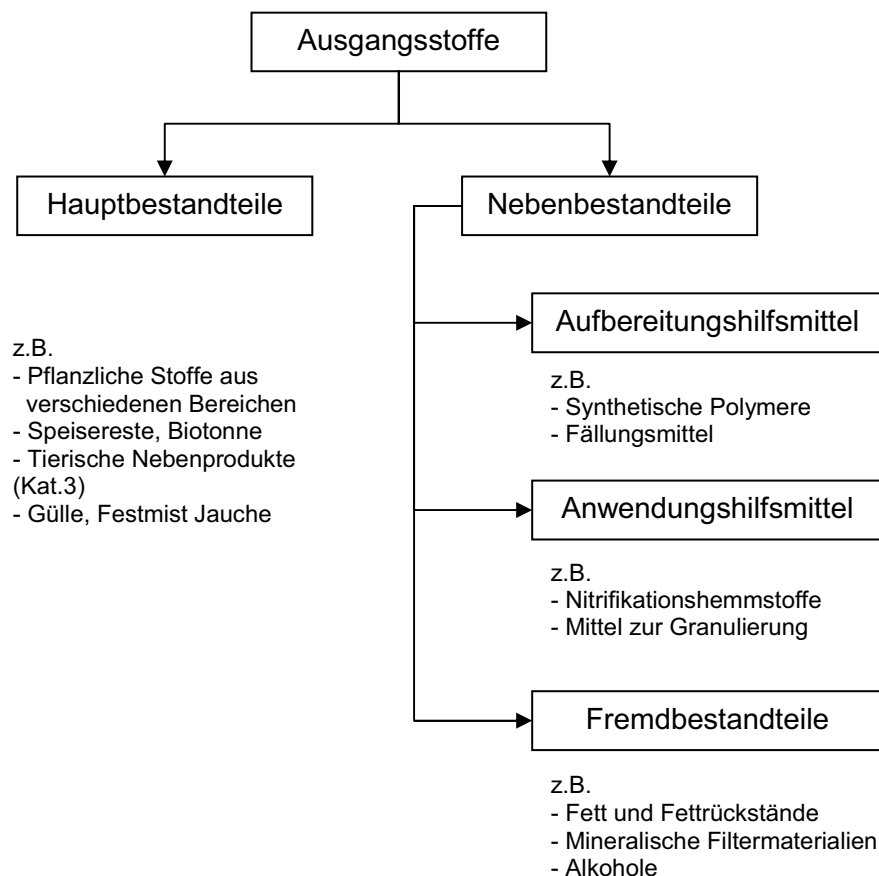 Ausgangsstoffe
Hauptbestandteile
Nebenbestandteile
z.B.
- Pflanzliche Stoffe aus
verschiedenen Bereichen
- Speisereste, Biotonne
- Tierische Nebenprodukte
(Kat.3)
- Gülle, Festmist Jauche
Aufbereitungshilfsmittel
z.B.
- Synthetische Polymere
- Fällungsmittel
Anwendungshilfsmittel
z.B.
- Nitrifikationshemmstoffe
- Mittel zur Granulierung
Fremdbestandteile
z.B.
- Fett und Fettrückstände
- Mineralische Filtermaterialien
- Alkohole